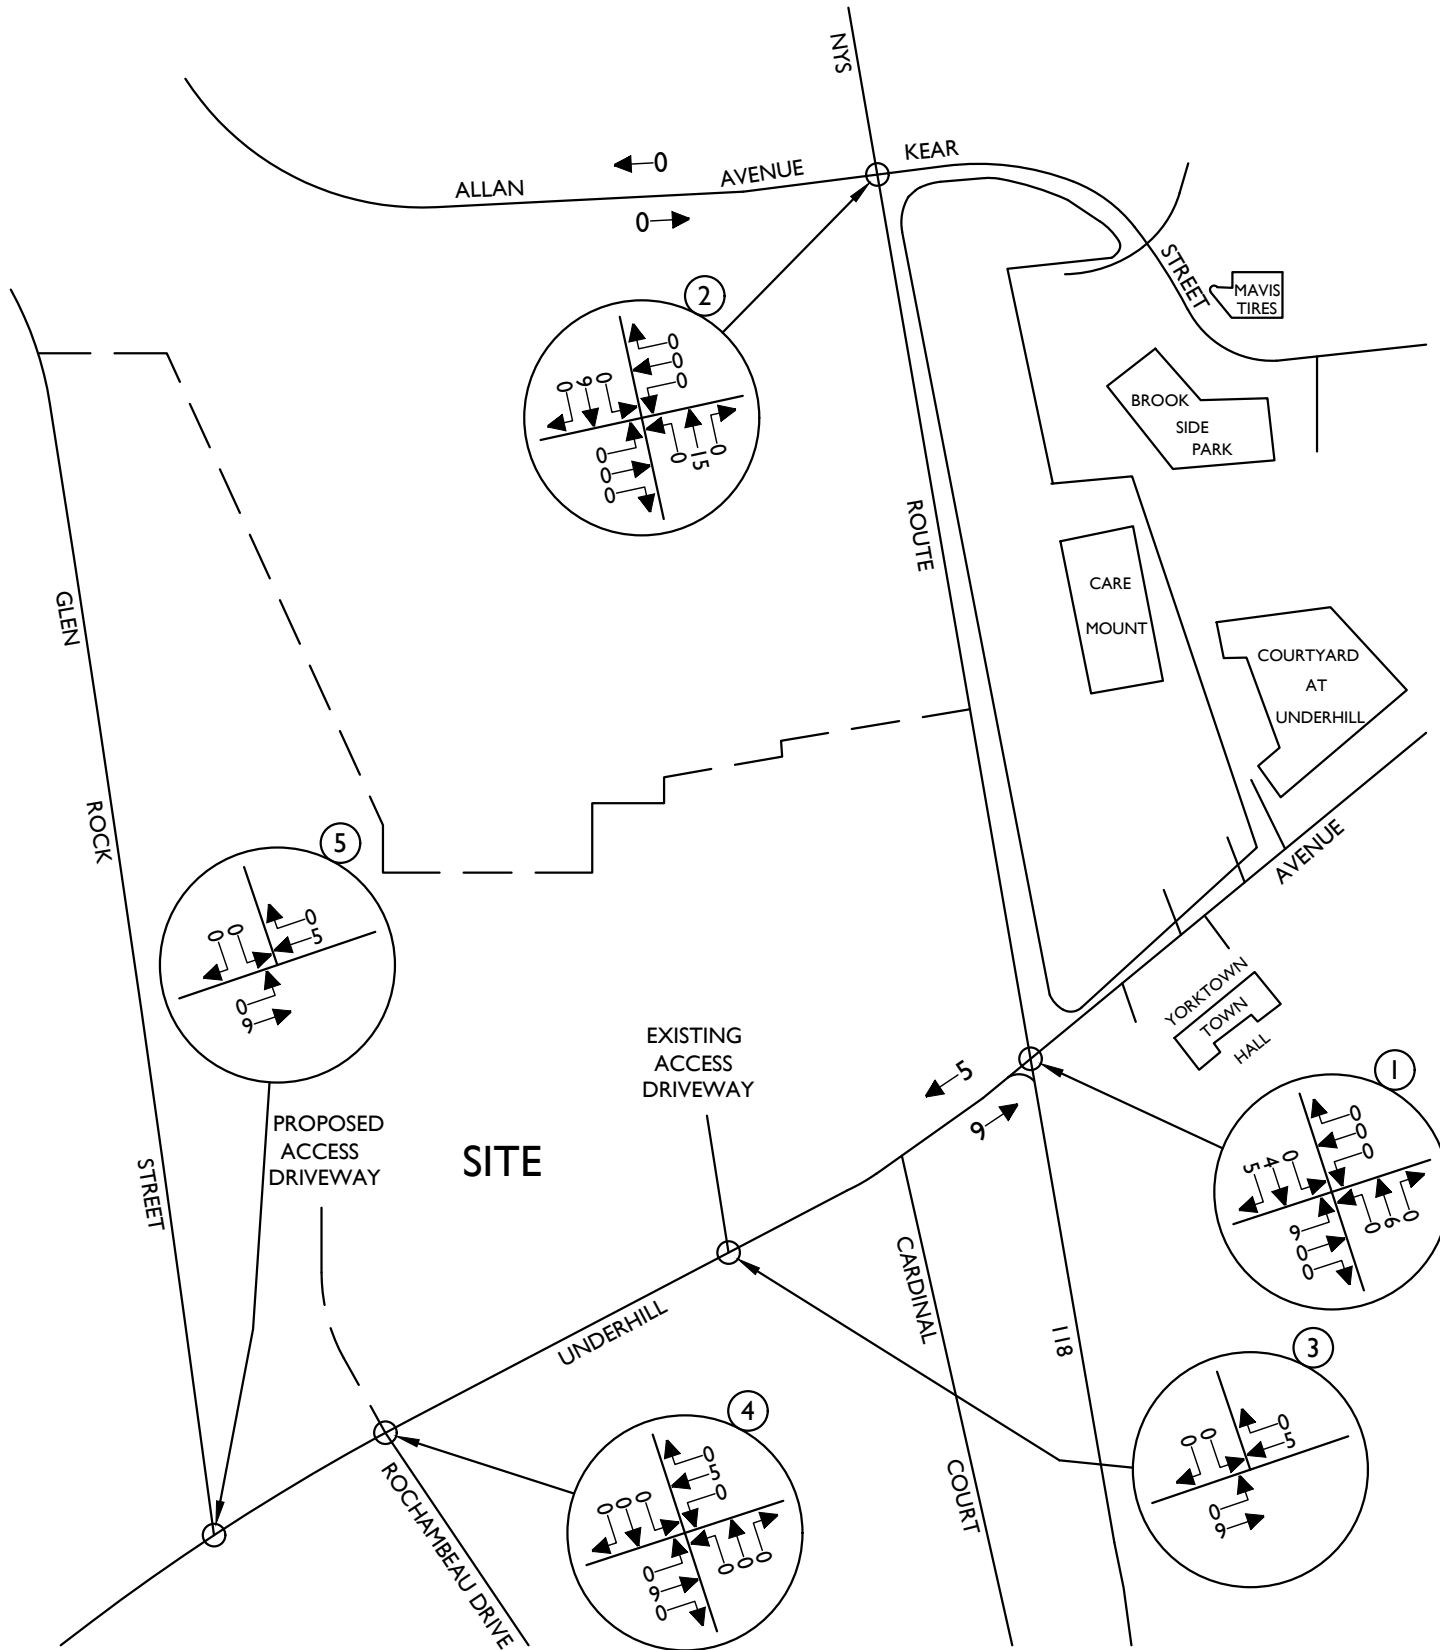 NYS
KEAR
0
ALLAN AVENUE
0
STREET
MAVIS
TIRES
2
0
0
0
0 9 0
0
0
0
0 15 0
BROOK
SIDE
PARK
ROUTE
CARE
MOUNT
COURTYARD
AT
UNDERHILL
GLEN
ROCK
STREET
AVENUE
5
0
5
0 0
0
9
YORKTOWN
TOWN
HALL
EXISTING
ACCESS
DRIVEWAY
5
9
1
0
0
0
5 4 0
9
0
0
0 6 0
PROPOSED
ACCESS
DRIVEWAY
SITE
CARDINAL
COURT
UNDERHILL
118
3
0
5
0 0
0
9
4
0
5
0
0 0 0
0
9
0
0 0 0
ROCHAMBEAU DRIVE